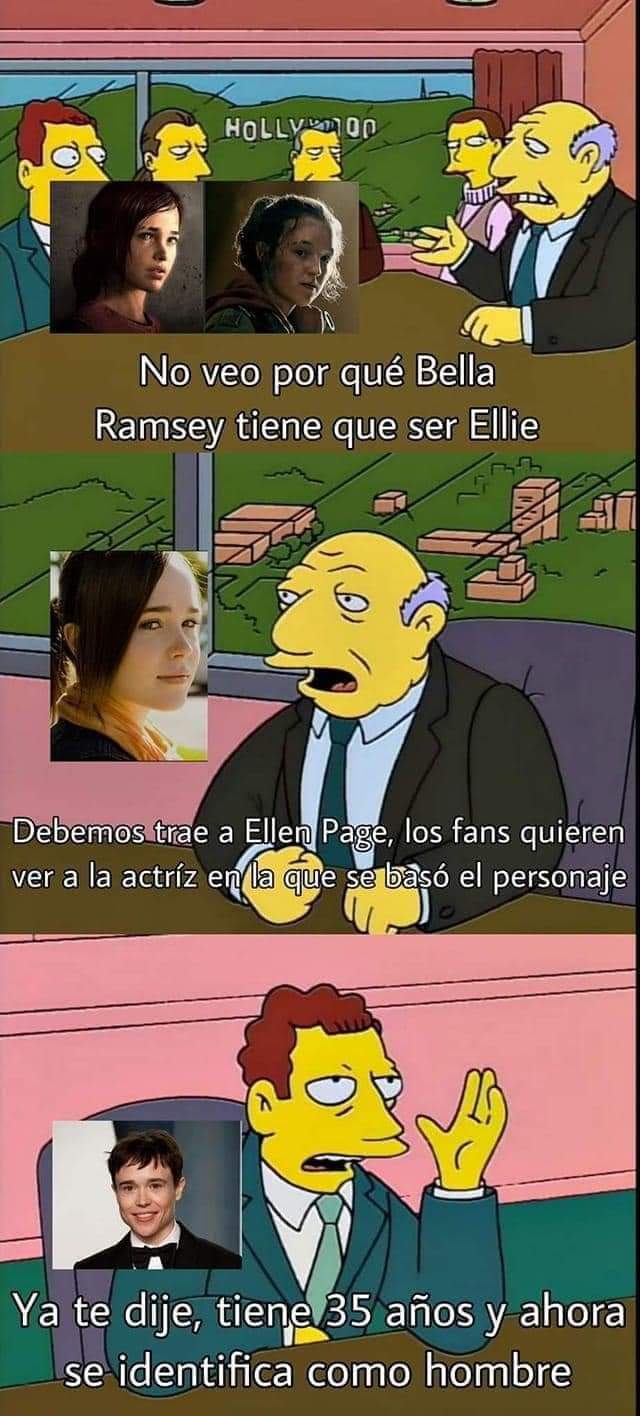 HOLLYWOOD
No veo por qué Bella
Ramsey tiene que ser Ellie
Debemos trae a Ellen Page, los fans quieren
ver a la actríz en la que se basó el personaje
Ya te dije, tiene 35 años y ahora
se identifica como hombre